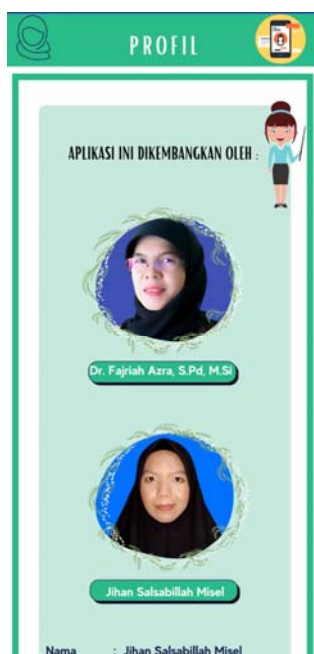 PROFIL
APLIKASI INI DIKEMBANGKAN OLEH :
Dr. Fajriah Azra, S.Pd, M.Si
Jihan Salsabillah Misel
Nama : Jihan Salsabillah Misel